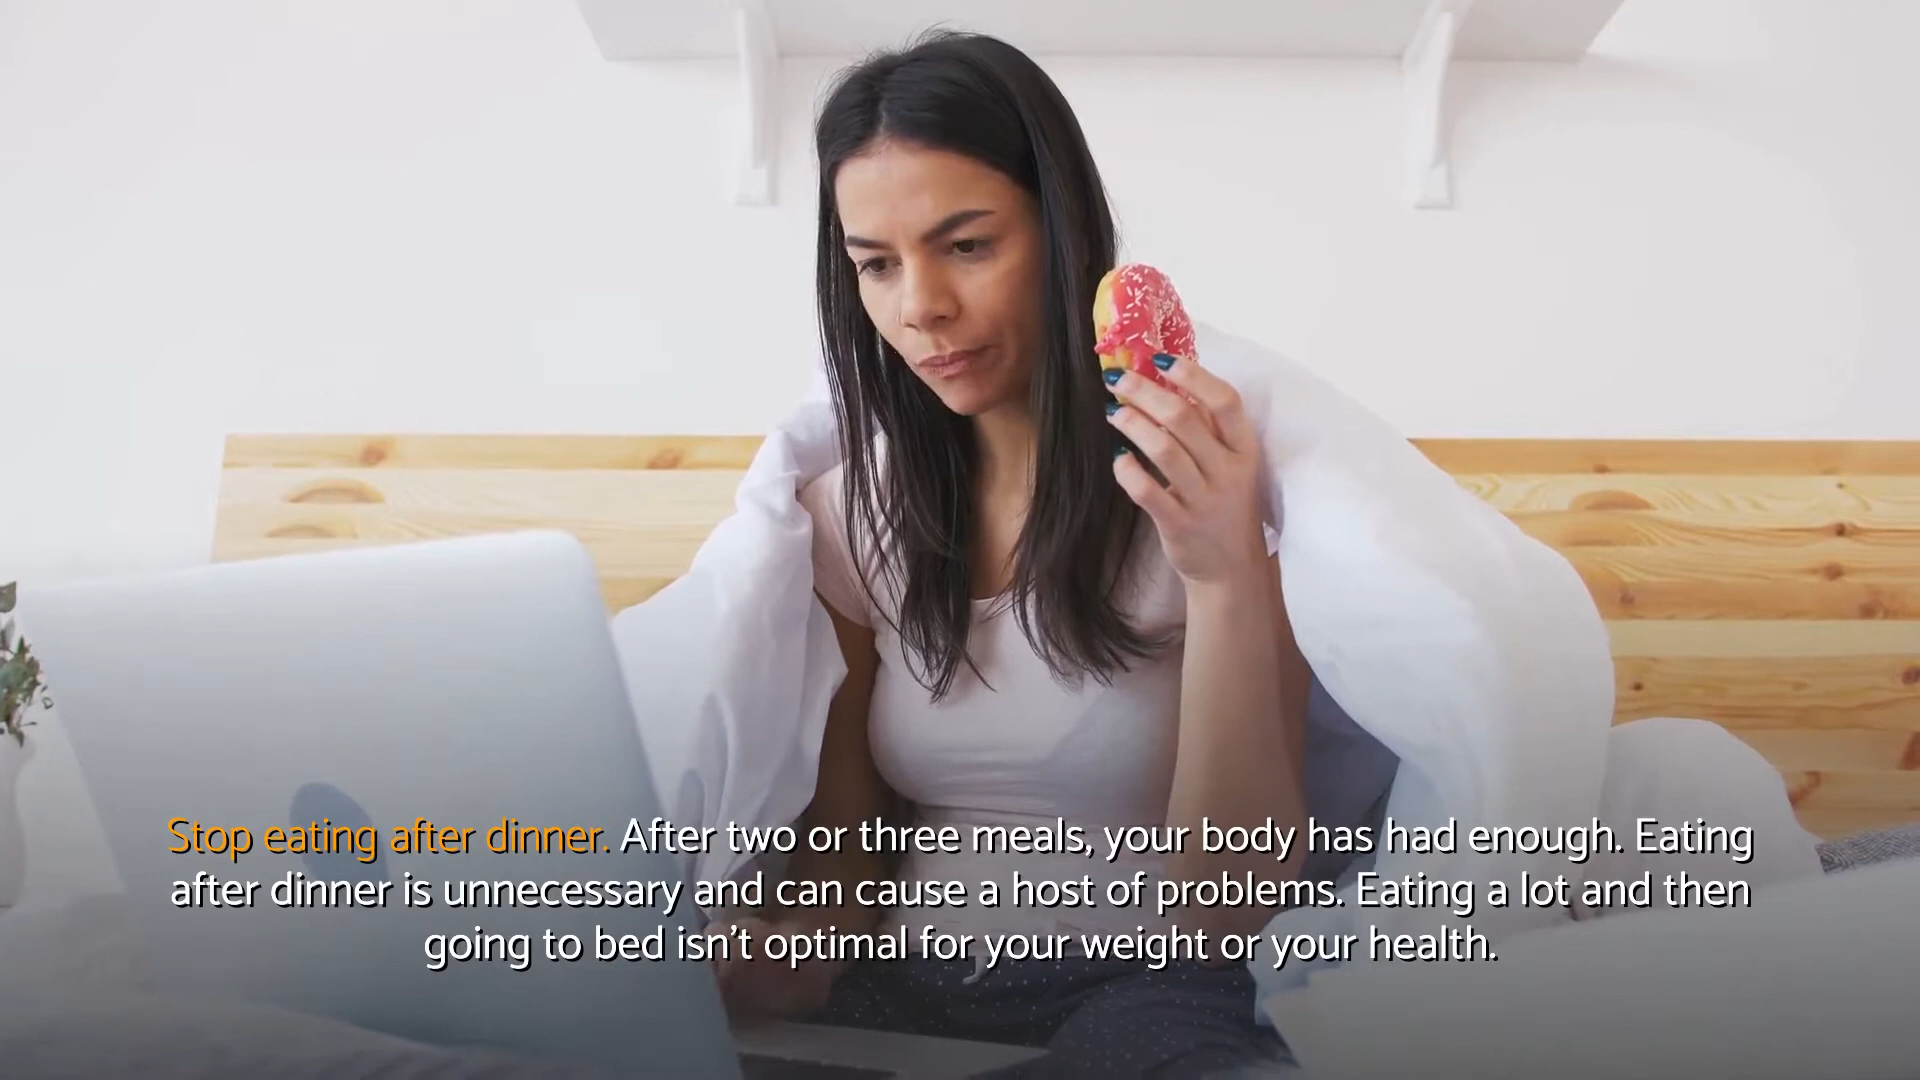 Stop eating after dinner. After two or three meals, your body has had enough. Eating
after dinner is unnecessary and can cause a host of problems. Eating a lot and then
going to bed isn't optimal for your weight or your health.